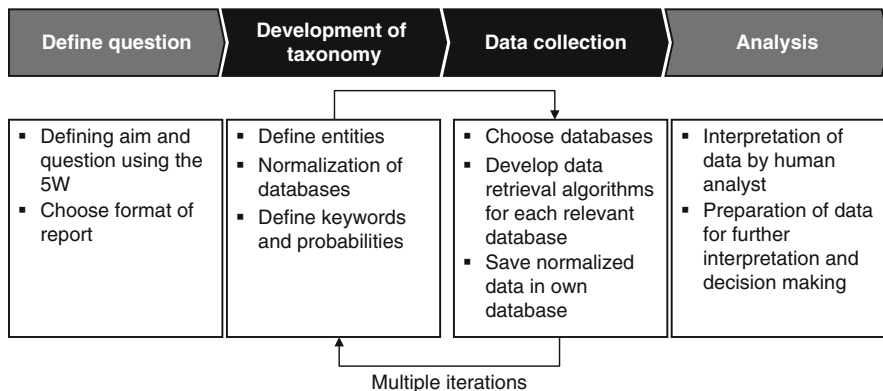 Define question
Development of
taxonomy
Data collection
Analysis
▪ Defining aim and
question using the
5W
▪ Choose format of
report
▪ Define entities
▪ Normalization of
databases
▪ Define keywords
and probabilities
▪ Choose databases
▪ Develop data
retrieval algorithms
for each relevant
database
▪ Save normalized
data in own
database
▪ Interpretation of
data by human
analyst
▪ Preparation of data
for further
interpretation and
decision making
Multiple iterations